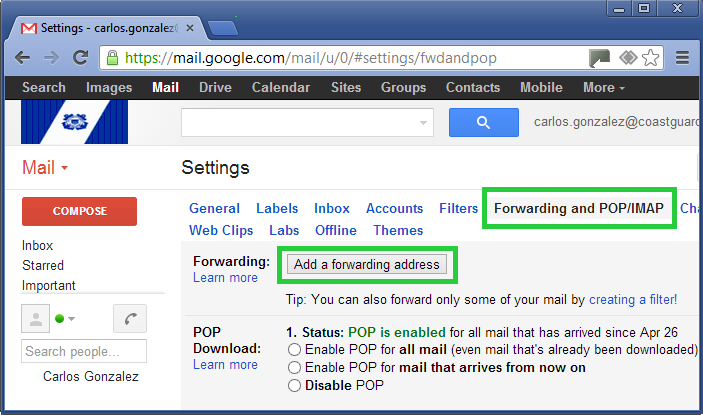 Settings - carlos.gonzalez@
https://mail.google.com/mail/u/0/#settings/fwdandpop
Search Images Mail Drive Calendar Sites Groups Contacts Mobile More
carlos.gonzalez@coastguard
Mail
Settings
COMPOSE
General Labels Inbox Accounts Filters Forwarding and POP/IMAP Cha
Web Clips Labs Offline Themes
Inbox
Starred
Important
Search people...
Carlos Gonzalez
Forwarding: Add a forwarding address
Learn more
Tip: You can also forward only some of your mail by creating a filter!
POP Download:
Learn more
1. Status: POP is enabled for all mail that has arrived since Apr 26
Enable POP for all mail (even mail that's already been downloaded)
Enable POP for mail that arrives from now on
Disable POP